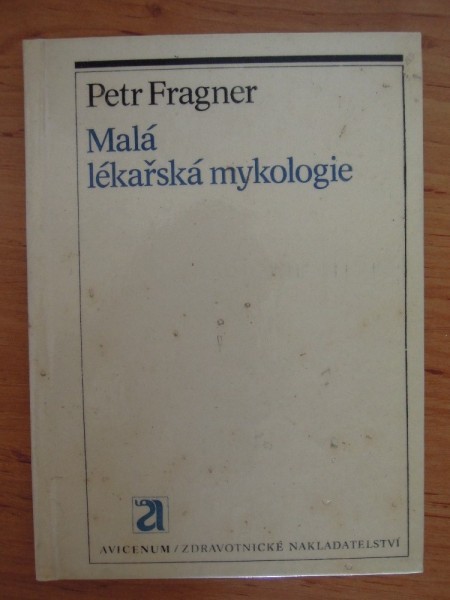 Petr Fragner
Malá
lékařská mykologie
AVICENUM / ZDRAVOTNICKÉ NAKLADATELSTVÍ